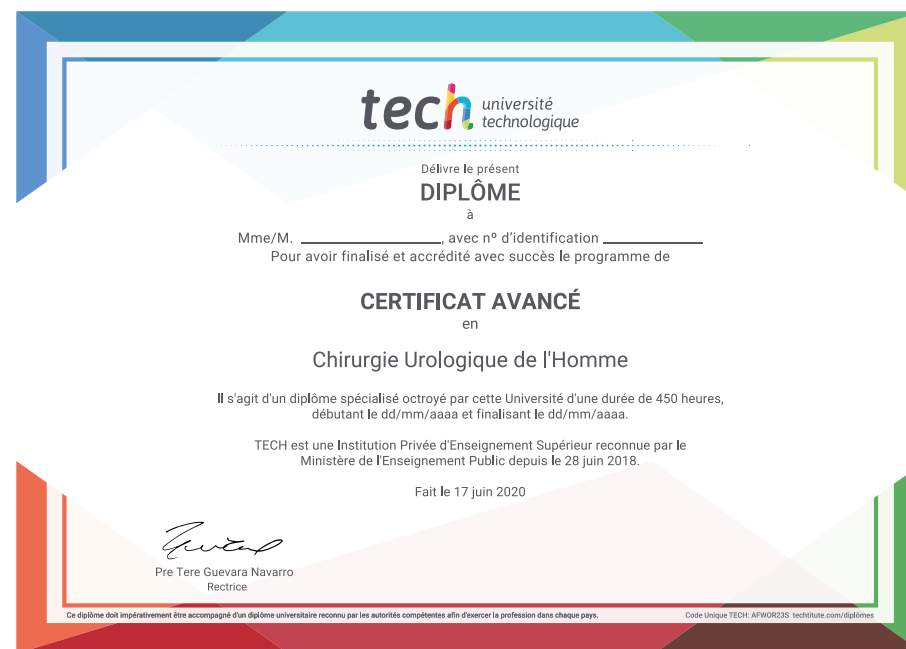 tech université
technologique
Délivre le présent
DIPLÔME
à
Mme/M. ____________________, avec nº d'identification ______________
Pour avoir finalisé et accrédité avec succès le programme de
CERTIFICAT AVANCÉ
en
Chirurgie Urologique de l'Homme
Il s'agit d'un diplôme spécialisé octroyé par cette Université d'une durée de 450 heures,
débutant le dd/mm/aaaa et finalisant le dd/mm/aaaa.
TECH est une Institution Privée d'Enseignement Supérieur reconnue par le
Ministère de l'Enseignement Public depuis le 28 juin 2018.
Fait le 17 juin 2020
Pre Tere Guevara Navarro
Rectrice
Ce diplôme doit impérativement être accompagné d'un diplôme universitaire reconnu par les autorités compétentes afin d'exercer la profession dans chaque pays.
Code Unique TECH: AFWOR23S techtitute.com/diplômes